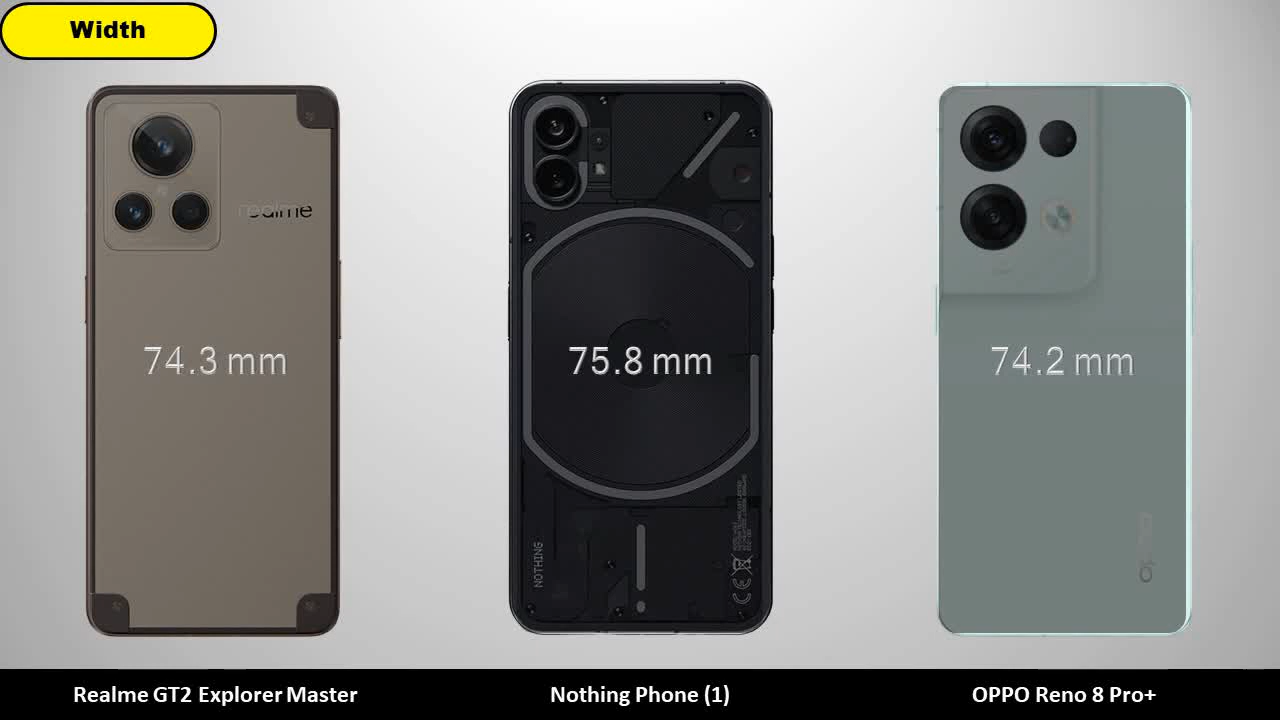 Width
realme
74.3 mm
75.8 mm
74.2 mm
NOTHING
oppo
Realme GT2 Explorer Master
Nothing Phone (1)
OPPO Reno 8 Pro+